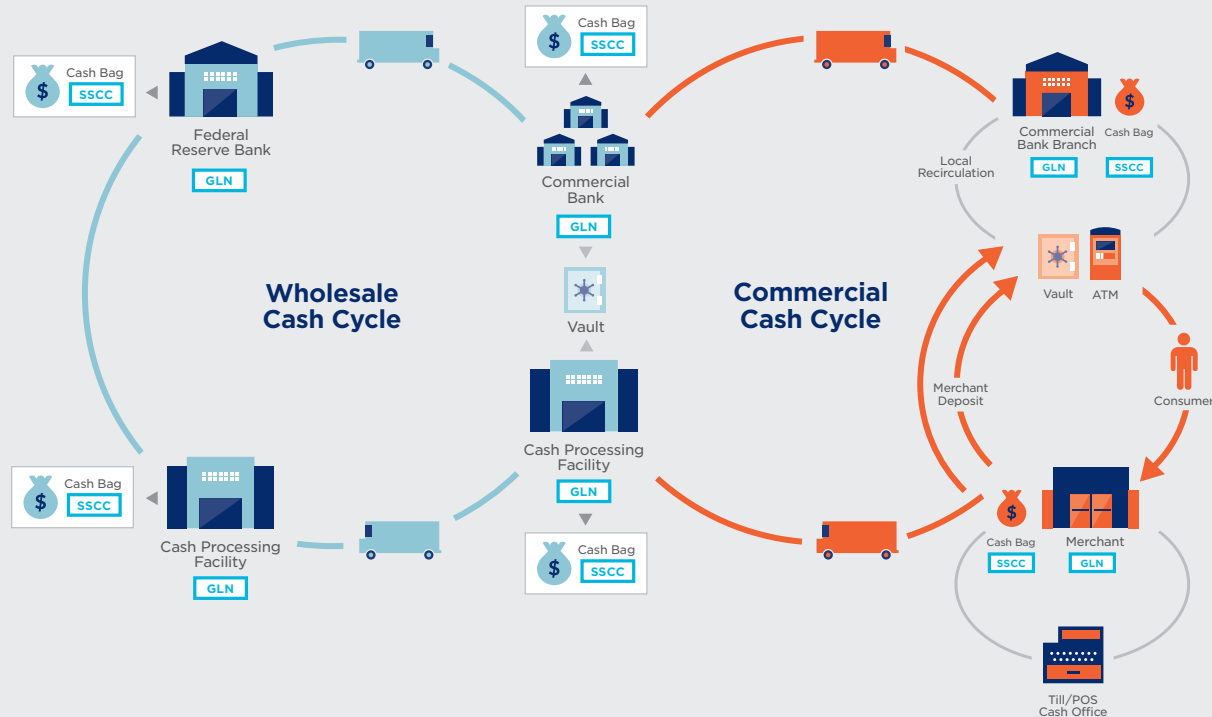 Cash Bag
SSCC
$
Cash Bag
SSCC
$
Federal
Reserve Bank
GLN
Commercial
Bank
GLN
Vault
Wholesale
Cash Cycle
Commercial
Cash Cycle
Commercial
Bank Branch
GLN
$
Cash Bag
SSCC
Local
Recirculation
Vault
ATM
Merchant
Deposit
Consumer
Cash Processing
Facility
GLN
Cash Bag
SSCC
$
Cash Bag
SSCC
$
Cash Processing
Facility
GLN
$
Cash Bag
SSCC
Merchant
GLN
Till/POS
Cash Office